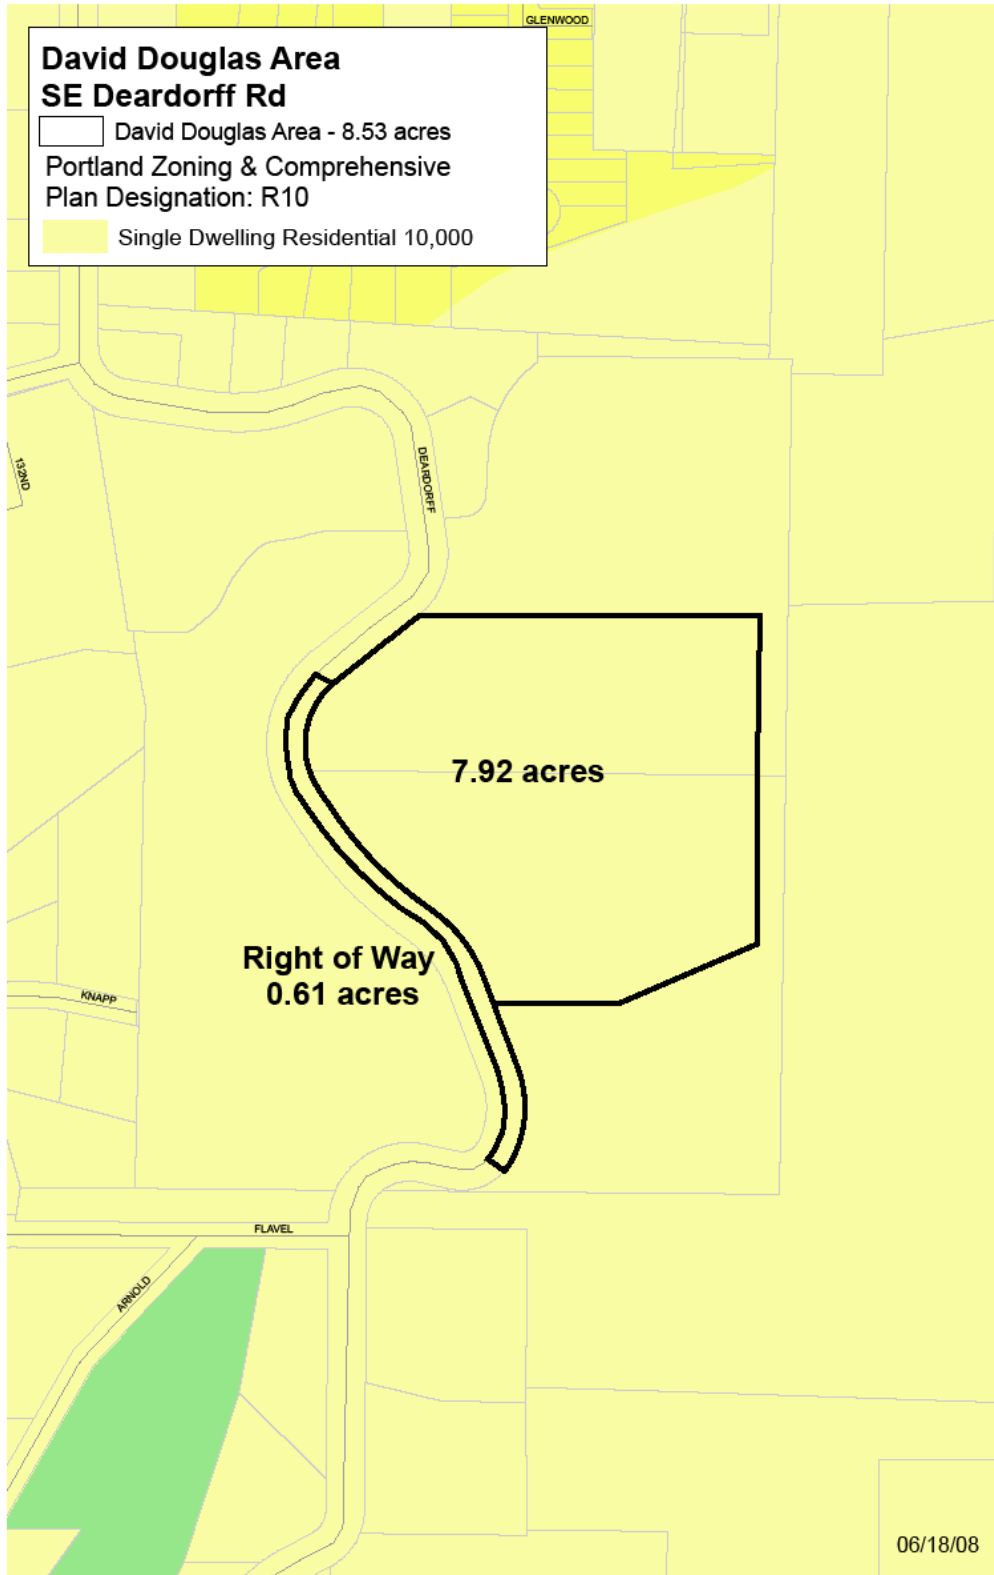 GLENWOOD
David Douglas Area
SE Deardorff Rd
David Douglas Area - 8.53 acres
Portland Zoning & Comprehensive
Plan Designation: R10
Single Dwelling Residential 10,000
132ND
DEARDORFF
7.92 acres
Right of Way
0.61 acres
KNAPP
FLAVEL
ARNOLD
06/18/08